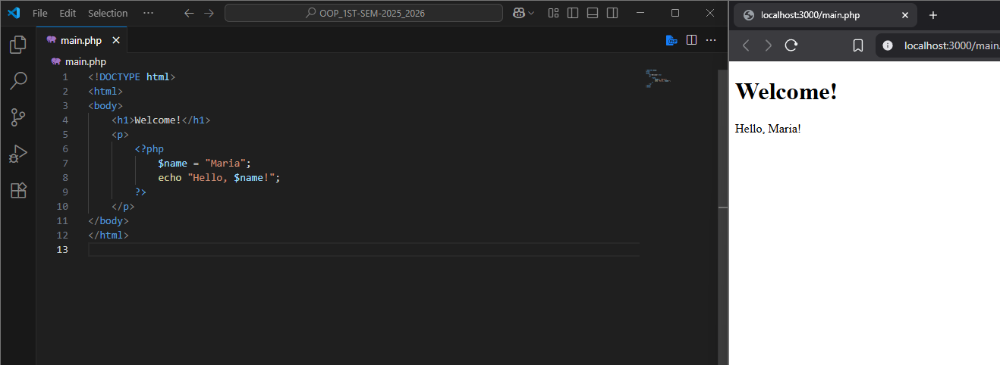 File Edit Selection ··· OOP_1ST-SEM-2025_2026
main.php
main.php
1 <!DOCTYPE html>
2 <html>
3 <body>
4     <h1>Welcome!</h1>
5     <p>
6         <?php
7             $name = "Maria";
8             echo "Hello, $name!";
9         ?>
10     </p>
11 </body>
12 </html>
13
localhost:3000/main.php
localhost:3000/main.
Welcome!
Hello, Maria!